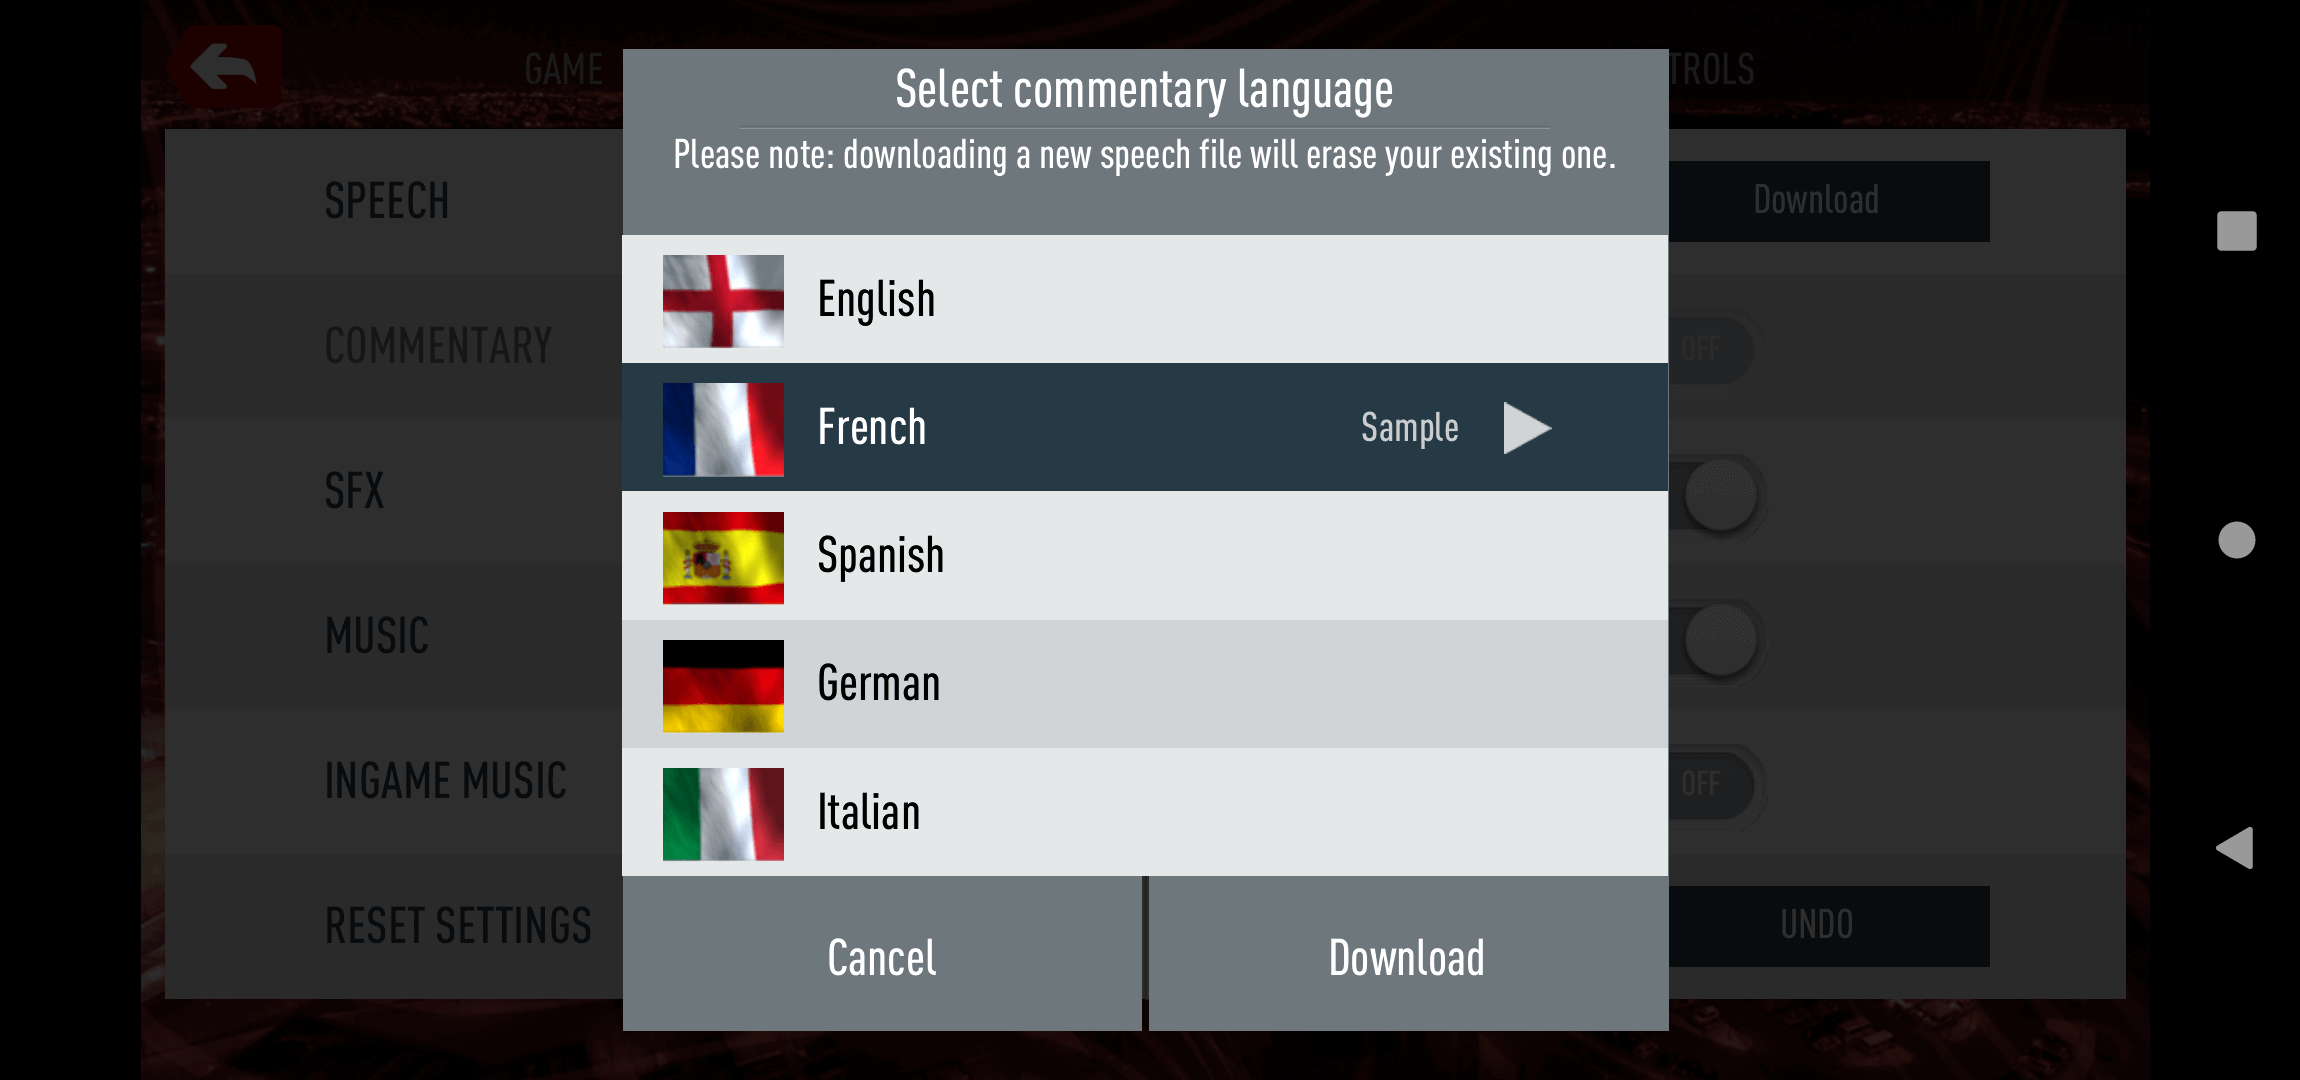 GAME
TROLS
Select commentary language
Please note: downloading a new speech file will erase your existing one.
SPEECH
Download
English
COMMENTARY
OFF
French
Sample
SFX
Spanish
MUSIC
German
INGAME MUSIC
OFF
Italian
RESET SETTINGS
UNDO
Cancel
Download